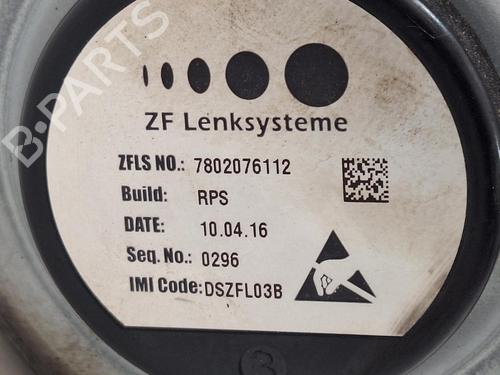 B-PARTS
ZF Lenksysteme
ZFLS NO.: 7802076112
Build: RPS
DATE: 10.04.16
Seq. No.: 0296
IMI Code: DSZFL03B
3